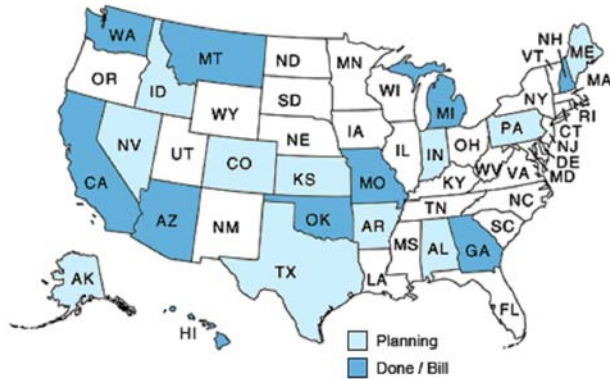 WA
MT
ND
MN
VT
NH
ME
OR
ID
WY
SD
WI
MI
NY
MA
RI
CT
NV
UT
CO
NE
IA
IL
IN
OH
PA
NJ
DE
MD
CA
KS
MO
KY
WV
VA
AZ
NM
OK
AR
TN
NC
SC
TX
LA
MS
AL
GA
FL
AK
HI
Planning
Done / Bill